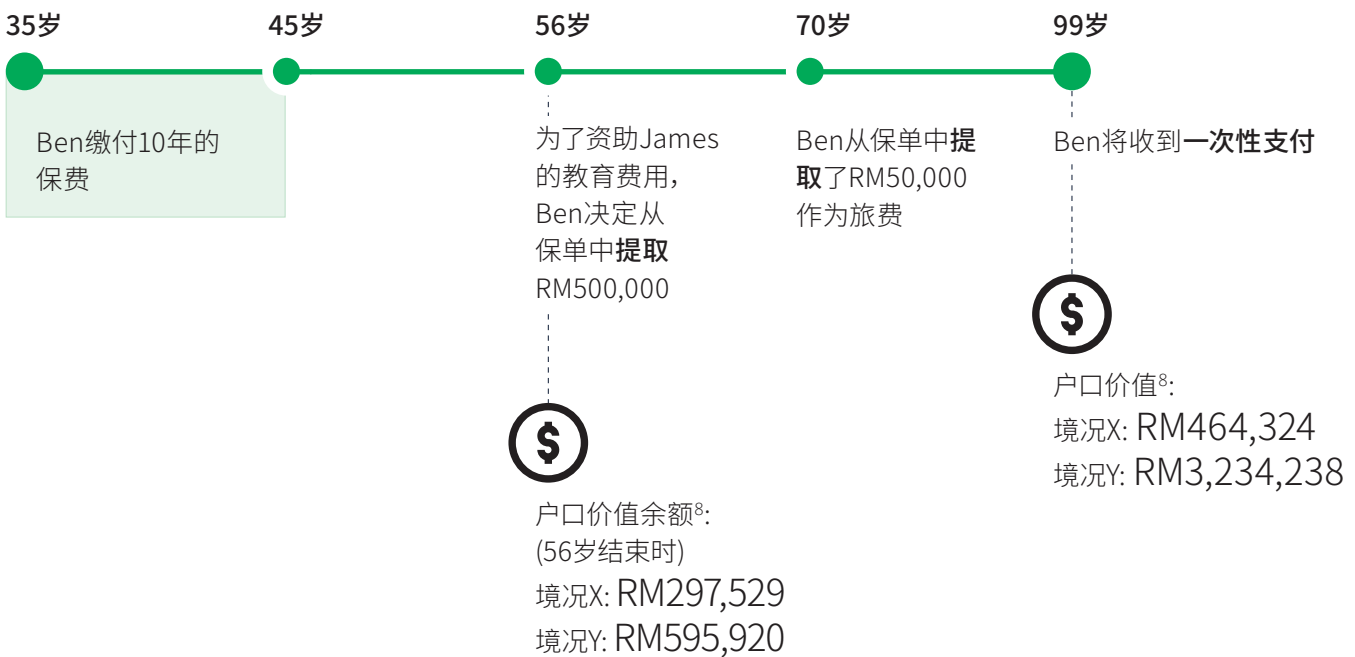 35岁
45岁
56岁
70岁
99岁
Ben缴付10年的
保费
为了资助James
的教育费用，
Ben决定从
保单中提取
RM500,000
Ben从保单中提
取了RM50,000
作为旅费
Ben将收到一次性支付
$
户口价值余额⁸:
(56岁结束时)
境况X: RM297,529
境况Y: RM595,920
$
户口价值⁸:
境况X: RM464,324
境况Y: RM3,234,238